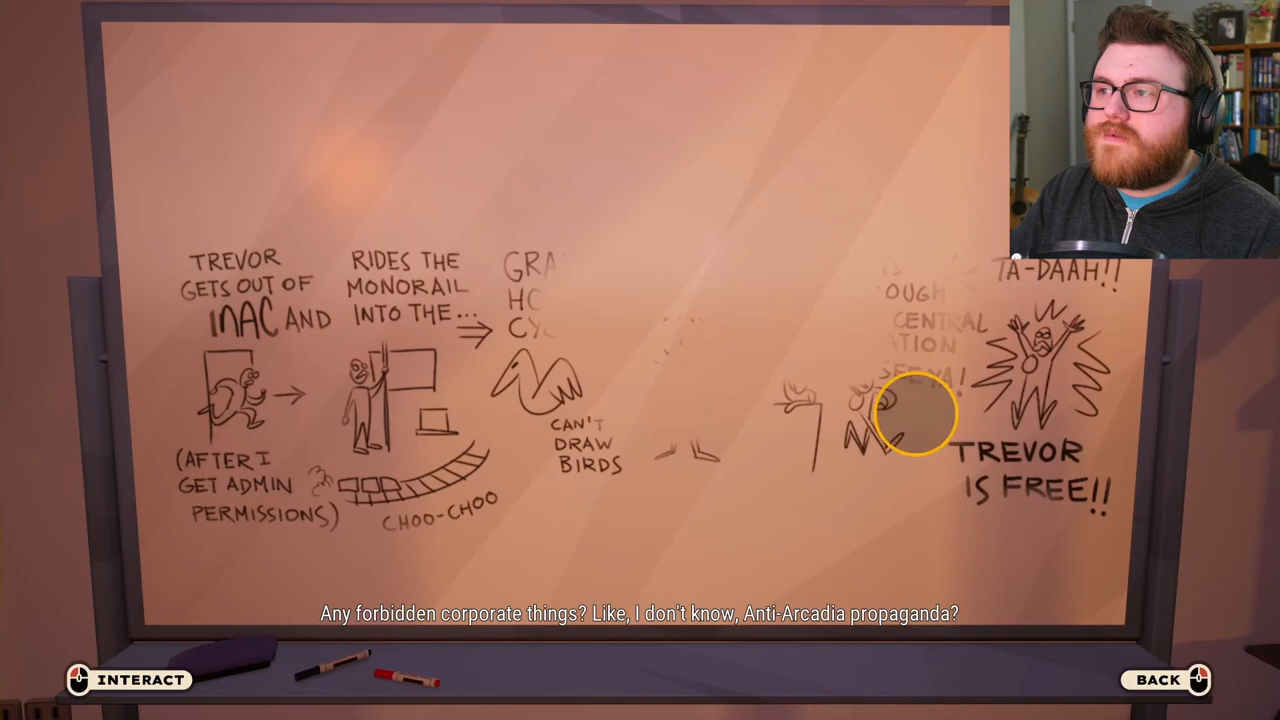 TREVOR
GETS OUT OF
INAC AND
(AFTER I
GET ADMIN
PERMISSIONS)
RIDES THE
MONORAIL
INTO THE...
CHOO-CHOO
CAN'T
DRAW
BIRDS
CENTRAL
SEE YA!
TA-DAAH!!
TREVOR
IS FREE!!
Any forbidden corporate things? Like, I don't know, Anti-Arcadia propaganda?
INTERACT
BACK